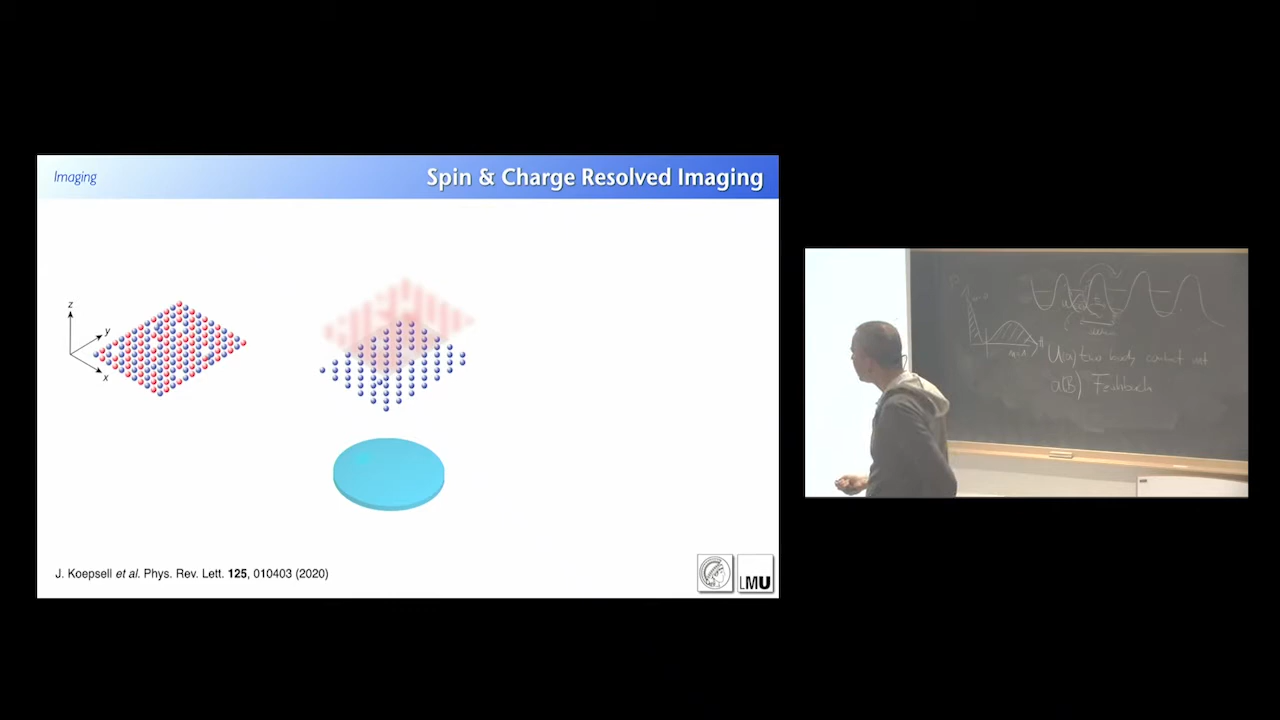 Imaging
Spin & Charge Resolved Imaging
z
y
x
J. Koepsell et al. Phys. Rev. Lett. 125, 010403 (2020)
LMU
two body contact int
a(B) Feshbach